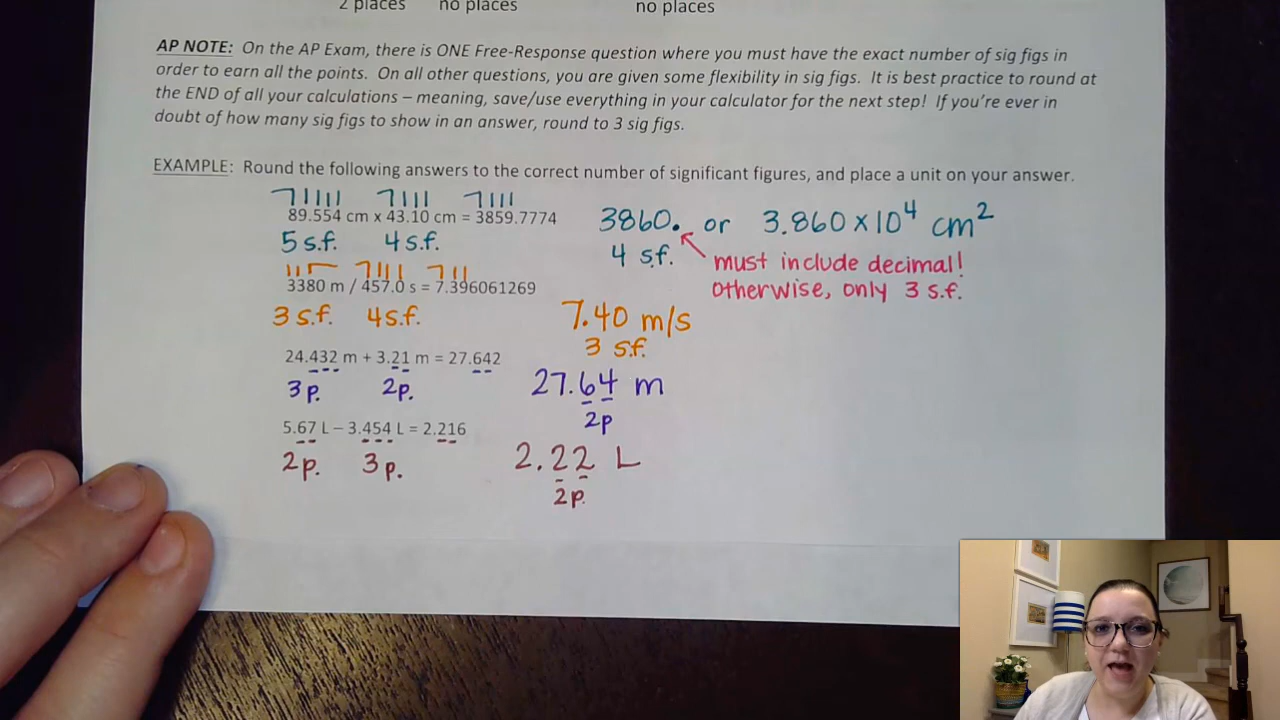 2 places no places no places
AP NOTE: On the AP Exam, there is ONE Free-Response question where you must have the exact number of sig figs in
order to earn all the points. On all other questions, you are given some flexibility in sig figs. It is best practice to round at
the END of all your calculations – meaning, save/use everything in your calculator for the next step! If you're ever in
doubt of how many sig figs to show in an answer, round to 3 sig figs.
EXAMPLE: Round the following answers to the correct number of significant figures, and place a unit on your answer.
89.554 cm x 43.10 cm = 3859.7774 3860. or 3.860 x 10⁴ cm²
5 s.f. 4 s.f. 4 s.f. must include decimal!
otherwise, only 3 s.f.
3380 m / 457.0 s = 7.396061269 7.40 m/s
3 s.f. 4 s.f. 3 s.f.
24.432 m + 3.21 m = 27.642 27.64 m
3p. 2p. 2p
5.67 L – 3.454 L = 2.216 2.22 L
2p. 3p. 2p.